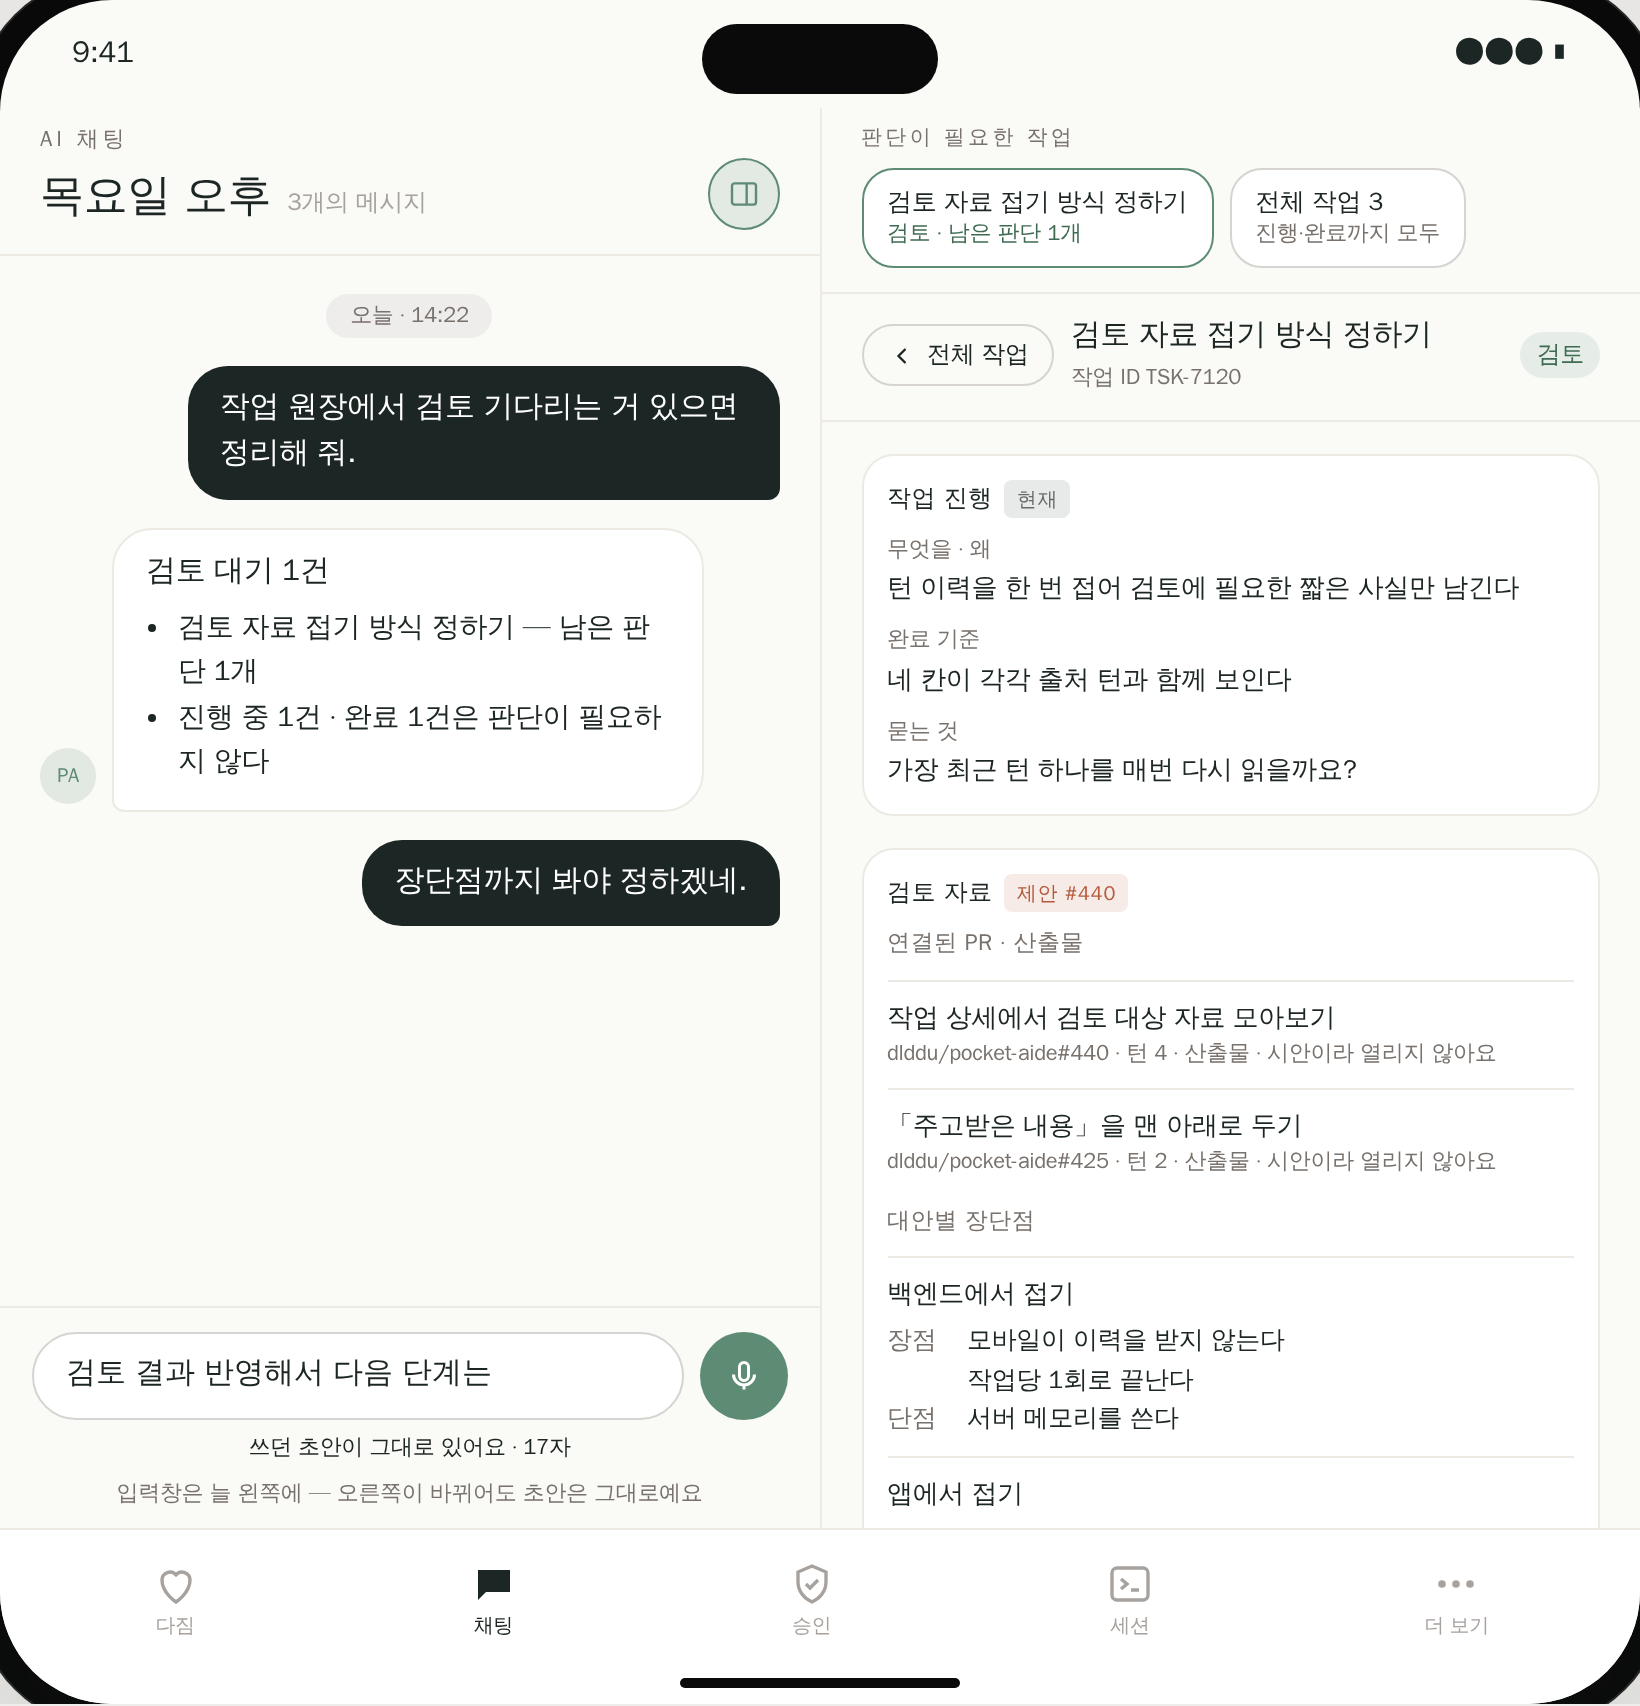 9:41
AI 채팅
목요일 오후 3개의 메시지
오늘 · 14:22
작업 원장에서 검토 기다리는 거 있으면
정리해 줘.
검토 대기 1건
• 검토 자료 접기 방식 정하기 — 남은 판
단 1개
• 진행 중 1건 · 완료 1건은 판단이 필요하
지 않다
PA
장단점까지 봐야 정하겠네.
검토 결과 반영해서 다음 단계는
쓰던 초안이 그대로 있어요 · 17자
입력창은 늘 왼쪽에 — 오른쪽이 바뀌어도 초안은 그대로예요
판단이 필요한 작업
검토 자료 접기 방식 정하기
검토 · 남은 판단 1개
전체 작업 3
진행·완료까지 모두
전체 작업
검토 자료 접기 방식 정하기
작업 ID TSK-7120
검토
작업 진행 현재
무엇을 · 왜
턴 이력을 한 번 접어 검토에 필요한 짧은 사실만 남긴다
완료 기준
네 칸이 각각 출처 턴과 함께 보인다
묻는 것
가장 최근 턴 하나를 매번 다시 읽을까요?
검토 자료 제안 #440
연결된 PR · 산출물
작업 상세에서 검토 대상 자료 모아보기
dlddu/pocket-aide#440 · 턴 4 · 산출물 · 시안이라 열리지 않아요
「주고받은 내용」을 맨 아래로 두기
dlddu/pocket-aide#425 · 턴 2 · 산출물 · 시안이라 열리지 않아요
대안별 장단점
백엔드에서 접기
장점 모바일이 이력을 받지 않는다
작업당 1회로 끝난다
단점 서버 메모리를 쓴다
앱에서 접기
다짐
채팅
승인
세션
더 보기